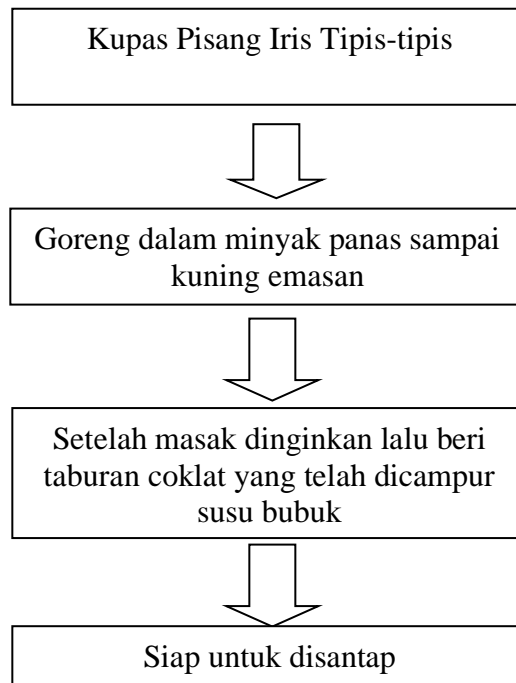 Kupas Pisang Iris Tipis-tipis
Goreng dalam minyak panas sampai
kuning emasan
Setelah masak dinginkan lalu beri
taburan coklat yang telah dicampur
susu bubuk
Siap untuk disantap